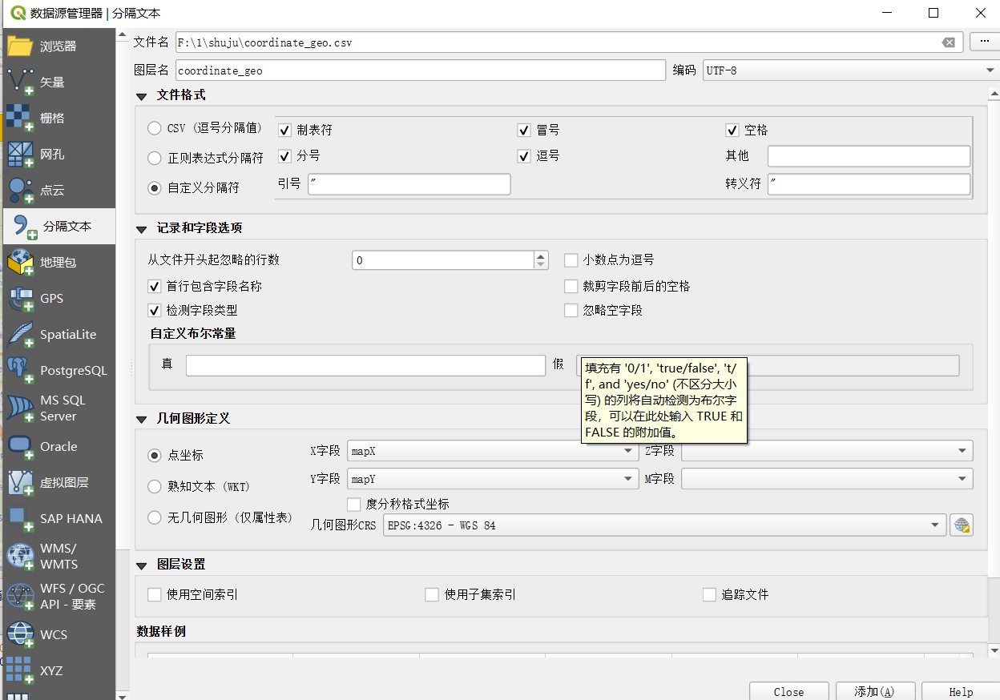 数据源管理器 | 分隔文本
浏览器
矢量
栅格
网孔
点云
分隔文本
地理包
GPS
SpatiaLite
PostgreSQL
MS SQL
Server
Oracle
虚拟图层
SAP HANA
WMS/
WMTS
WFS / OGC
API - 要素
WCS
XYZ
文件名 F:\1\shuju\coordinate_geo.csv ...
图层名 coordinate_geo 编码 UTF-8
文件格式
CSV (逗号分隔值) 制表符 冒号 空格
正则表达式分隔符 分号 逗号 其他
自定义分隔符 引号 " 转义符 "
记录和字段选项
从文件开头起忽略的行数 0 小数点为逗号
首行包含字段名称 裁剪字段前后的空格
检测字段类型 忽略空字段
自定义布尔常量
真 假
填充有 '0/1', 'true/false', 't/
f', and 'yes/no' (不区分大小
写) 的列将自动检测为布尔字
段，可以在此处输入 TRUE 和
FALSE 的附加值。
几何图形定义
点坐标 X字段 mapX Z字段
Y字段 mapY M字段
熟知文本 (WKT)
度分秒格式坐标
无几何图形 (仅属性表) 几何图形CRS EPSG:4326 - WGS 84
图层设置
使用空间索引 使用子集索引 追踪文件
数据样例
Close 添加(A) Help